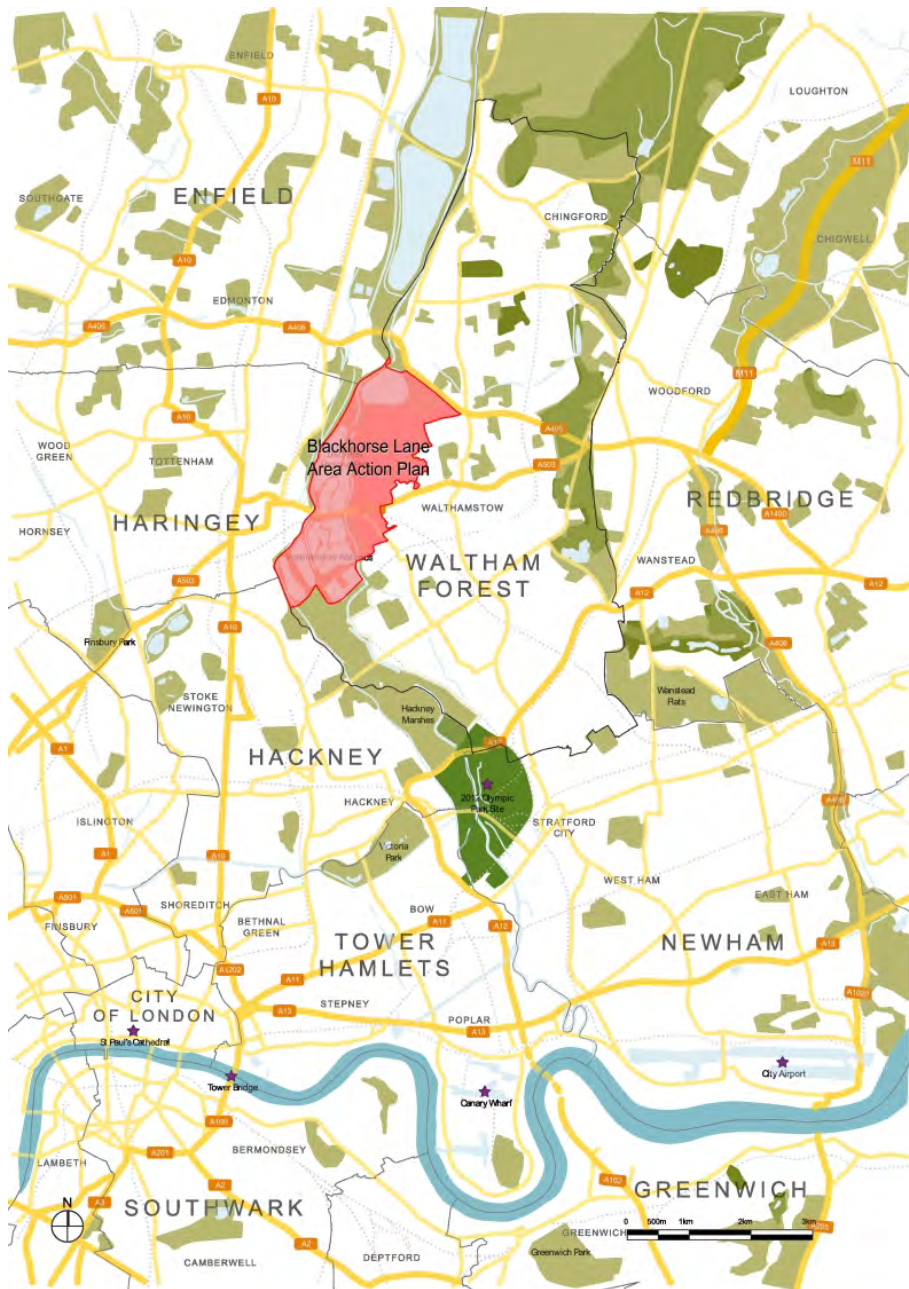 ENFIELD
A10
LOUGHTON
M11
SOUTHGATE
ENFIELD
CHINGFORD
CHIGWELL
A10
EDMONTON
A406
A406
M11
WOODFORD
A10
A406
WOOD
GREEN
Blackhorse Lane
Area Action Plan
TOTTENHAM
A503
REDBRIDGE
WALTHAMSTOW
A1400
HARINGEY
HORNSEY
A406
WALTHAM
FOREST
WANSTEAD
A503
A12
A12
A10
Finsbury Park
A406
STOKE
NEWINGTON
Wanstead
Flats
Hackney
Marshes
A1
HACKNEY
A12
2012 Olympic
Park Site
HACKNEY
A406
ISLINGTON
STRATFORD
CITY
Victoria
Park
A1
A10
WEST HAM
EAST HAM
A501
A501
SHOREDITCH
BOW
FINSBURY
BETHNAL
GREEN
A11
A12
TOWER
HAMLETS
NEWHAM
A13
A1202
A11
A1020
CITY
OF LONDON
STEPNEY
A13
POPLAR
A13
St Paul's Cathedral
Tower Bridge
Canary Wharf
City Airport
A100
BERMONDSEY
A201
LAMBETH
A2
A102
GREENWICH
N
A3
SOUTHWARK
0 500m 1km 2km 3km
A205
GREENWICH
A2
Greenwich Park
DEPTFORD
CAMBERWELL